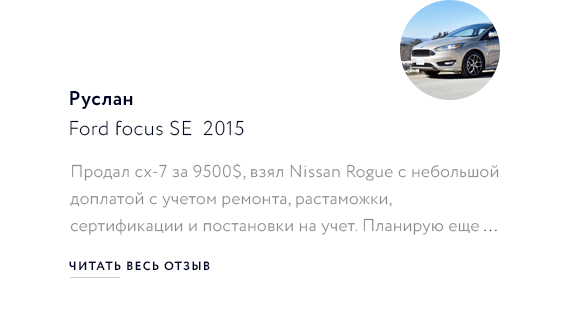 Руслан
Ford focus SE 2015
Продал сх-7 за 9500$, взял Nissan Rogue с небольшой
доплатой с учетом ремонта, растаможки,
сертификации и постановки на учет. Планирую еще ...
ЧИТАТЬ ВЕСЬ ОТЗЫВ